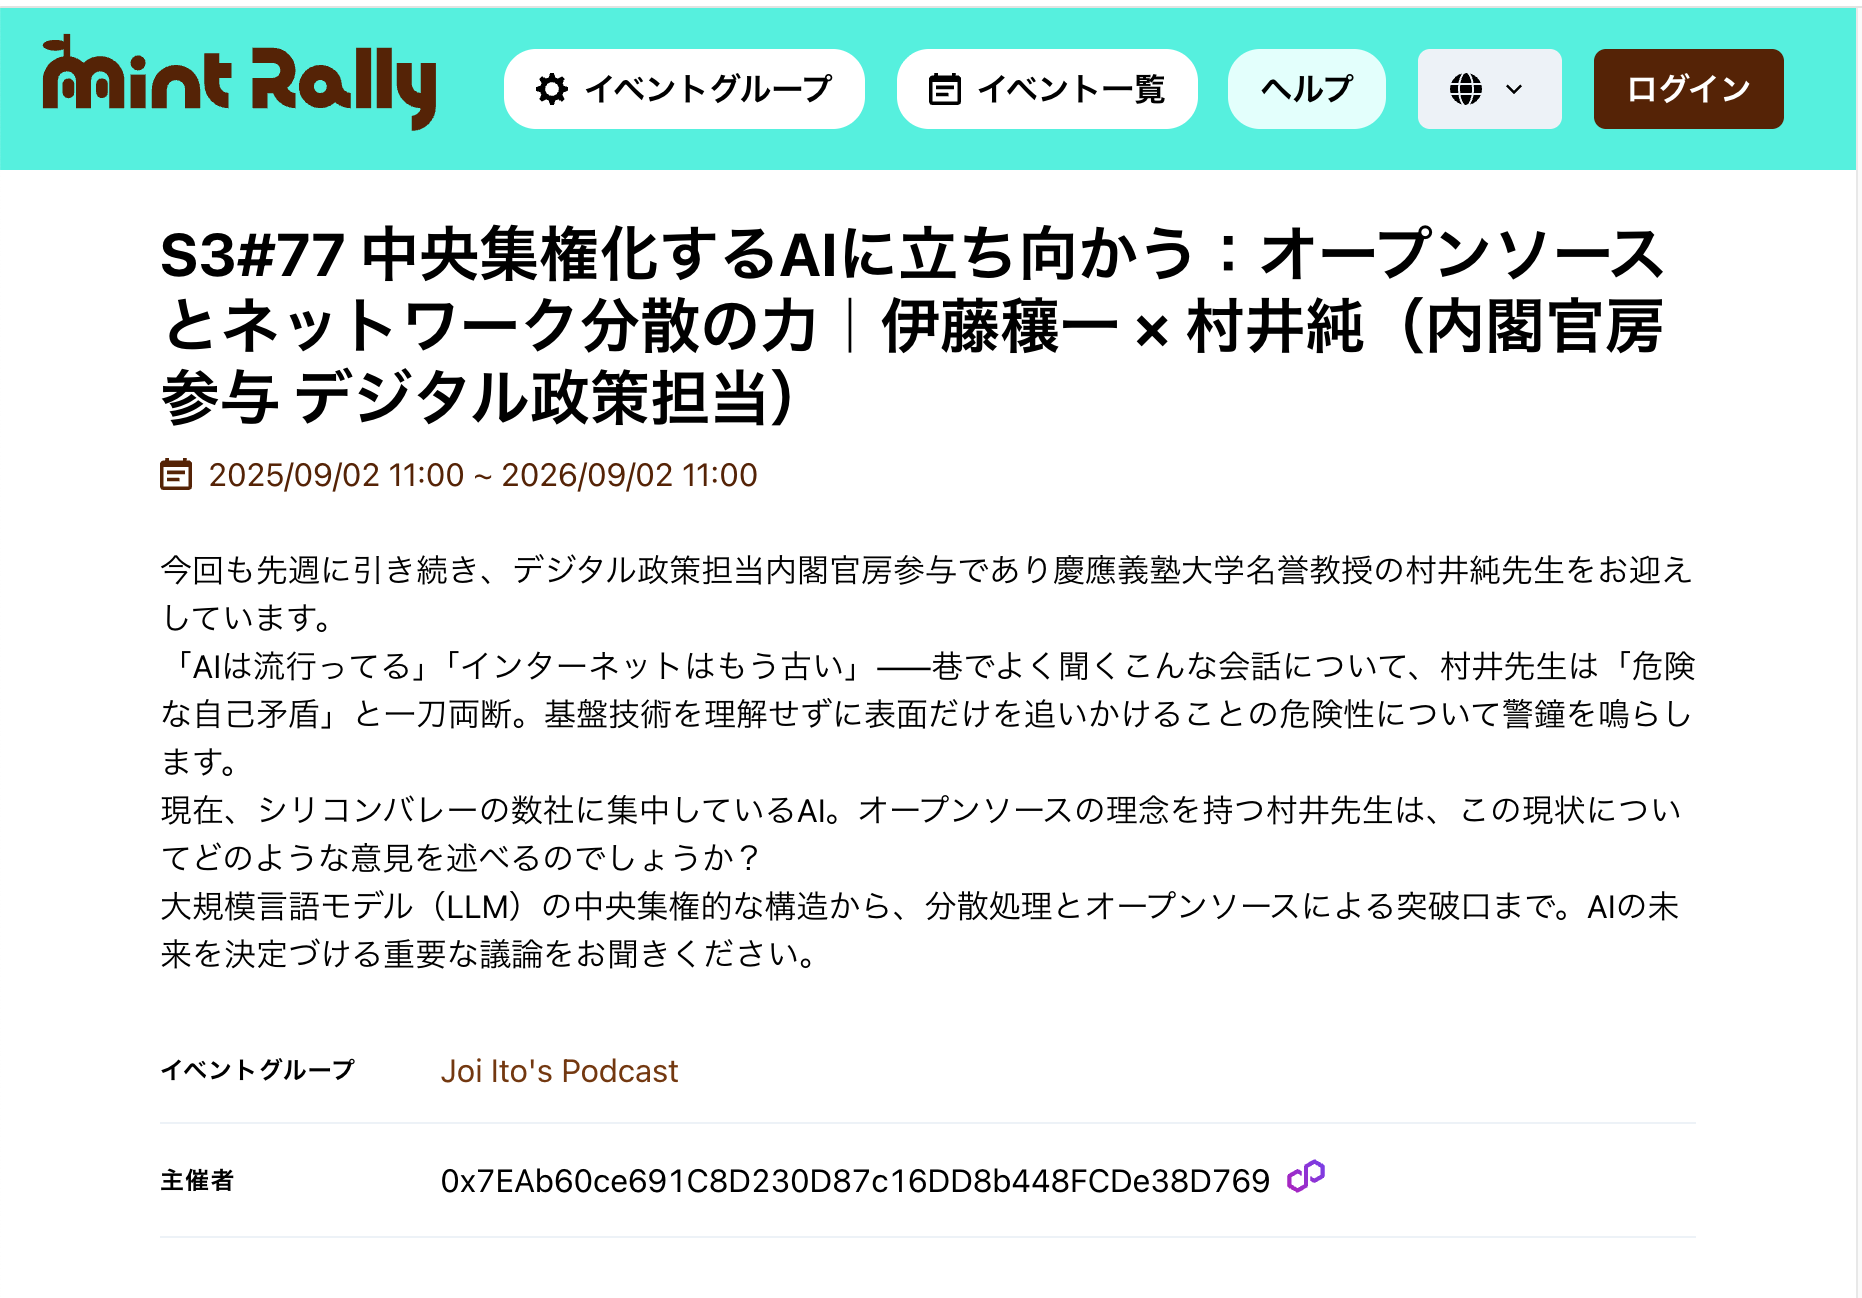 mint Rally
イベントグループ
イベント一覧
ヘルプ
ログイン
S3#77 中央集権化するAIに立ち向かう：オープンソース
とネットワーク分散の力｜伊藤穰一 × 村井純（内閣官房
参与 デジタル政策担当）
2025/09/02 11:00 ~ 2026/09/02 11:00
今回も先週に引き続き、デジタル政策担当内閣官房参与であり慶應義塾大学名誉教授の村井純先生をお迎え
しています。
「AIは流行ってる」「インターネットはもう古い」――巷でよく聞くこんな会話について、村井先生は「危険
な自己矛盾」と一刀両断。基盤技術を理解せずに表面だけを追いかけることの危険性について警鐘を鳴らし
ます。
現在、シリコンバレーの数社に集中しているAI。オープンソースの理念を持つ村井先生は、この現状につい
てどのような意見を述べるのでしょうか？
大規模言語モデル（LLM）の中央集権的な構造から、分散処理とオープンソースによる突破口まで。AIの未
来を決定づける重要な議論をお聞きください。
イベントグループ
Joi Ito's Podcast
主催者
0x7EAb60ce691C8D230D87c16DD8b448FCDe38D769